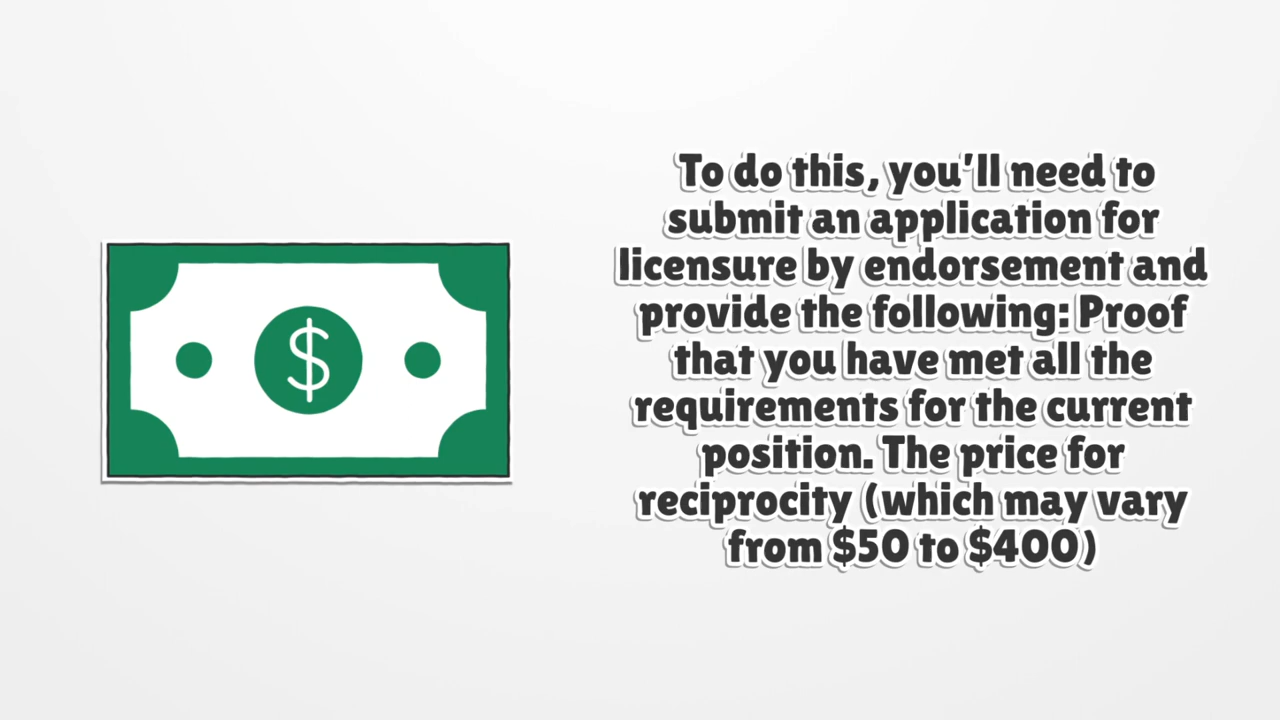 $
To do this, you'll need to
submit an application for
licensure by endorsement and
provide the following: Proof
that you have met all the
requirements for the current
position. The price for
reciprocity (which may vary
from $50 to $400)